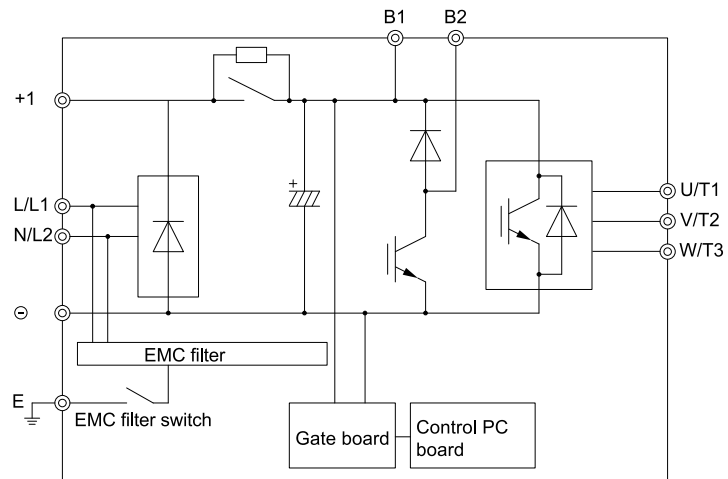 B1
B2
+1
+
L/L1
N/L2
U/T1
V/T2
W/T3
⊖
EMC filter
E
EMC filter switch
Gate board
Control PC
board